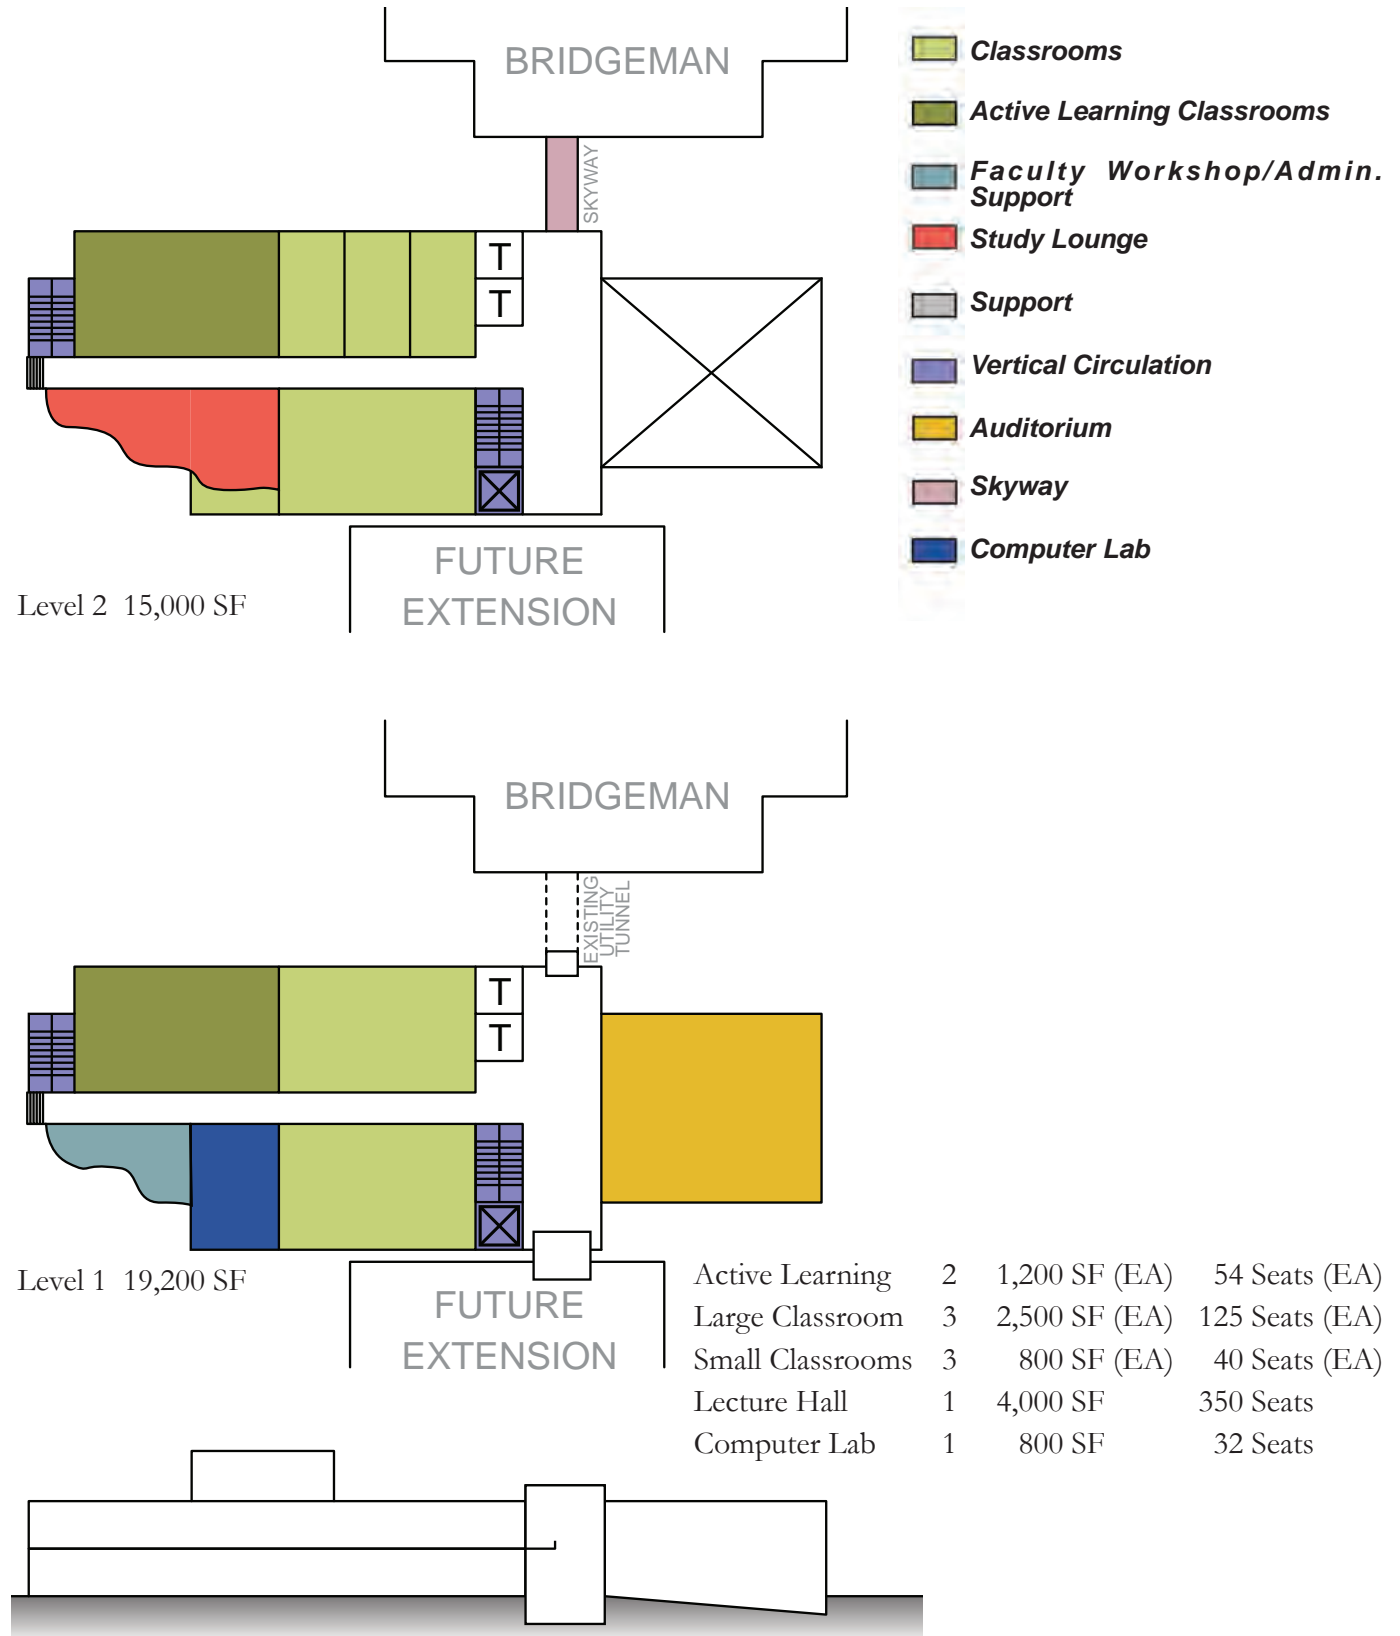 BRIDGEMAN
SKYWAY
T
T
FUTURE
EXTENSION
Level 2 15,000 SF
Classrooms
Active Learning Classrooms
Faculty Workshop/Admin.
Support
Study Lounge
Support
Vertical Circulation
Auditorium
Skyway
Computer Lab
BRIDGEMAN
EXISTING
UTILITY
TUNNEL
T
T
Level 1 19,200 SF
FUTURE
EXTENSION
Active Learning 2 1,200 SF (EA) 54 Seats (EA)
Large Classroom 3 2,500 SF (EA) 125 Seats (EA)
Small Classrooms 3 800 SF (EA) 40 Seats (EA)
Lecture Hall 1 4,000 SF 350 Seats
Computer Lab 1 800 SF 32 Seats